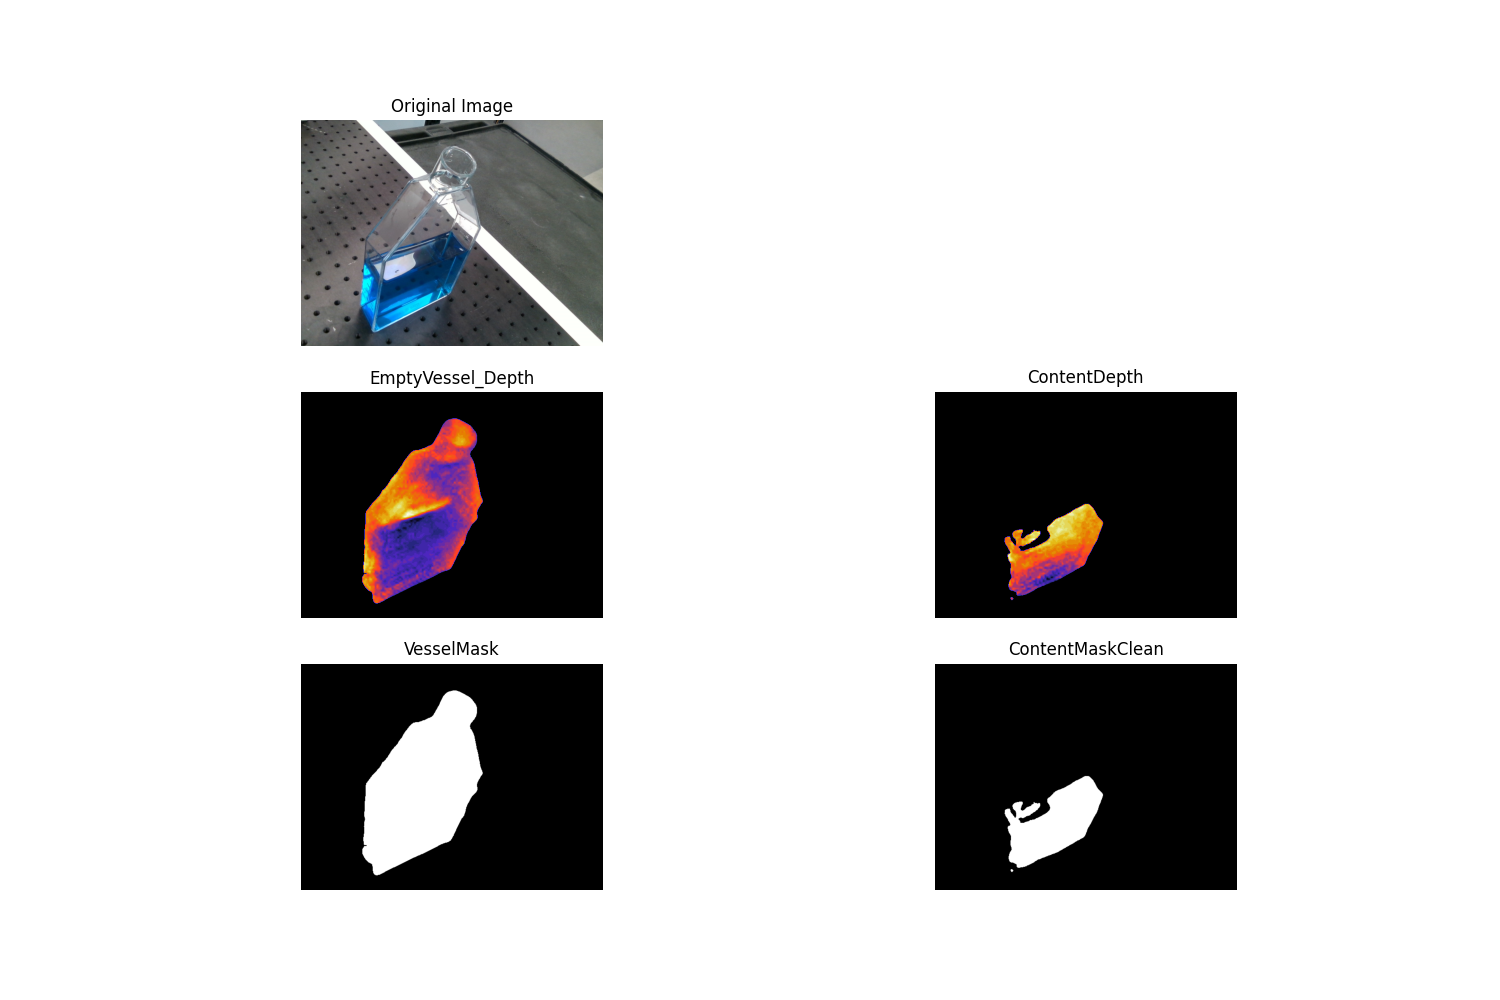 Original Image
EmptyVessel_Depth
ContentDepth
VesselMask
ContentMaskClean